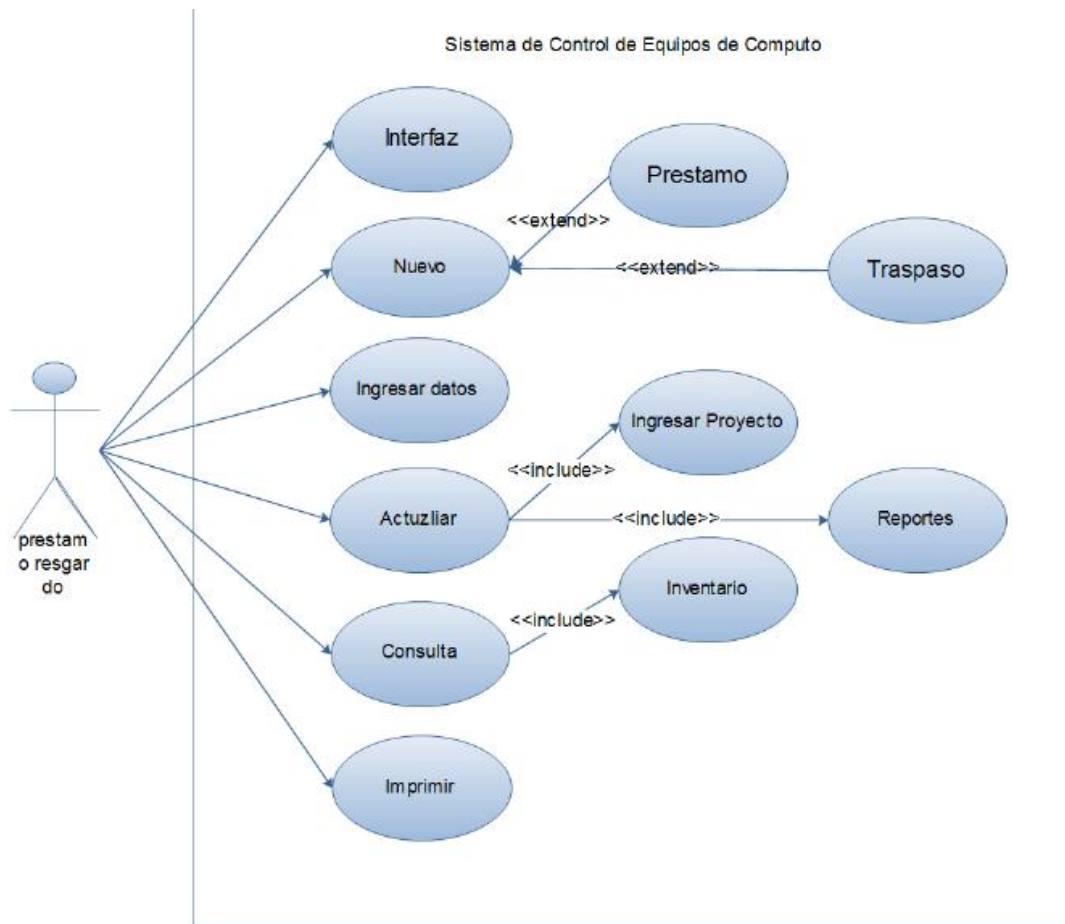 Sistema de Control de Equipos de Computo
Interfaz
Prestamo
<<extend>>
Nuevo
<<extend>>
Traspaso
Ingresar datos
Ingresar Proyecto
<<include>>
Actuzliar
<<include>>
Reportes
prestam
o resgar
do
Inventario
<<include>>
Consulta
Imprimir